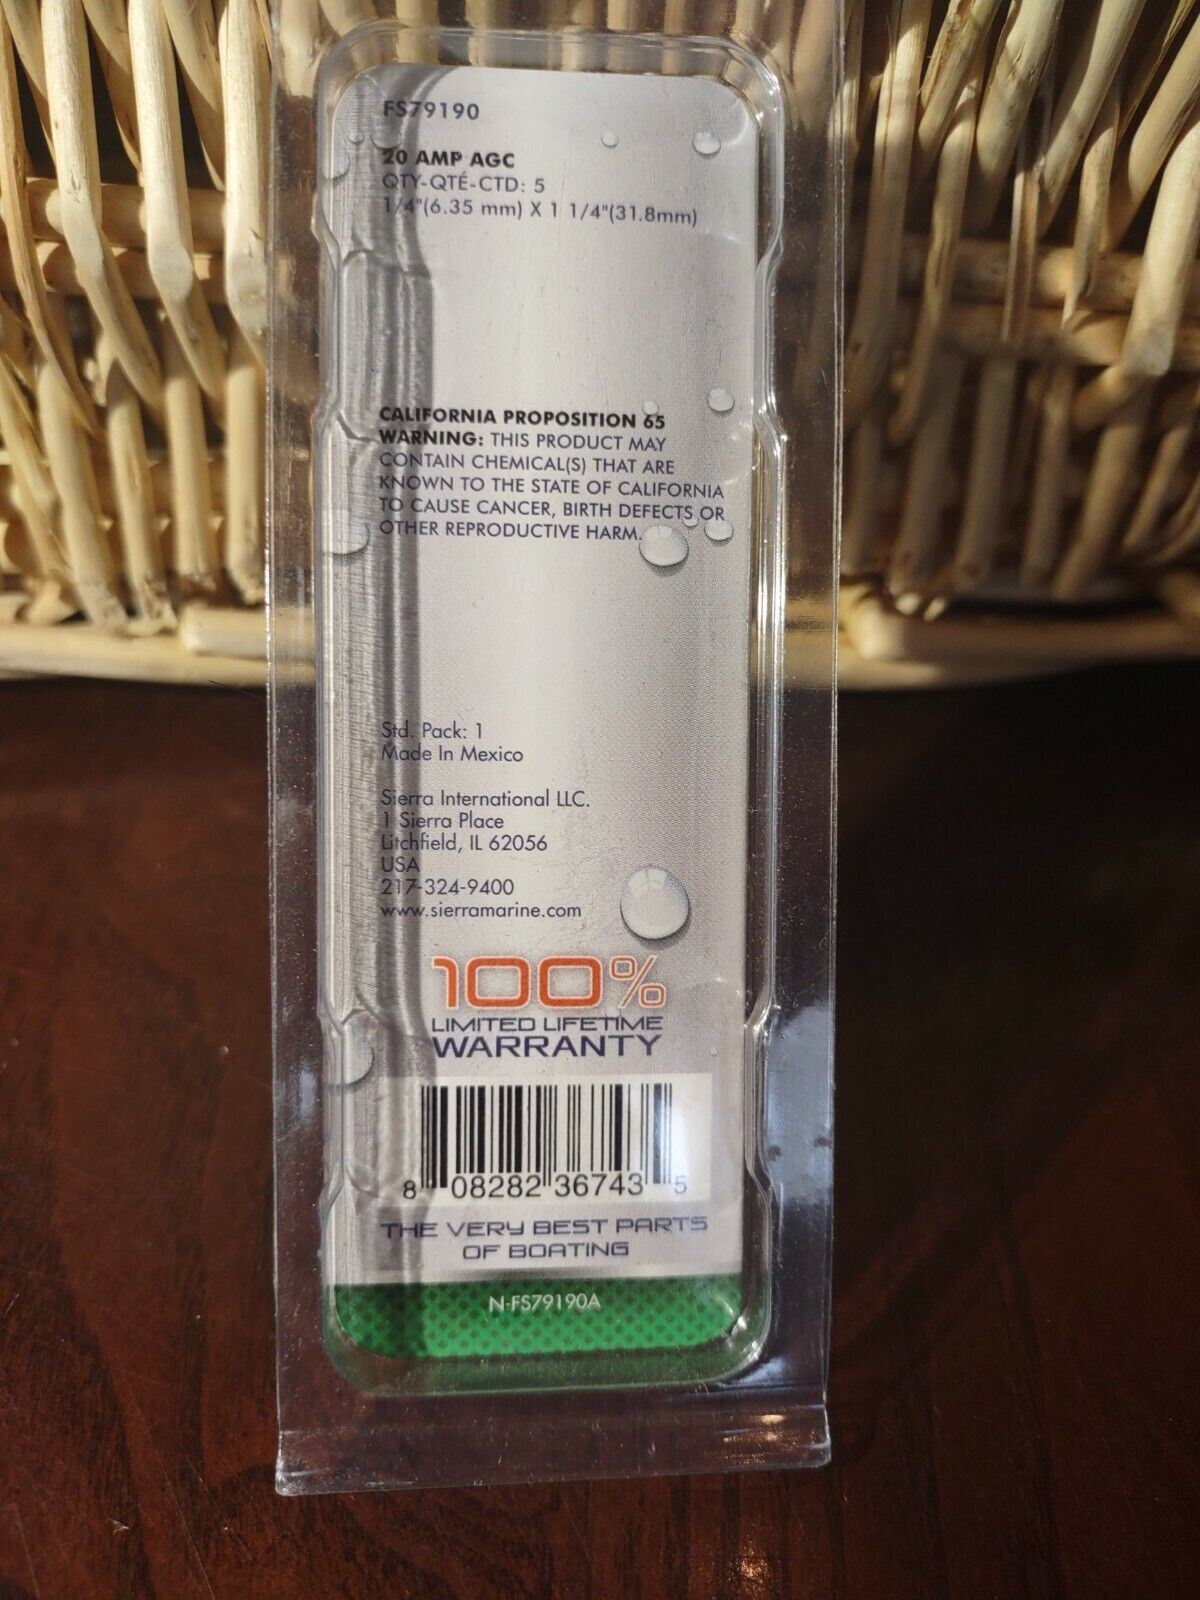 FS79190
20 AMP AGC
QTY-QTÉ-CTD: 5
1/4"(6.35 mm) X 1 1/4"(31.8mm)
CALIFORNIA PROPOSITION 65
WARNING: THIS PRODUCT MAY
CONTAIN CHEMICAL(S) THAT ARE
KNOWN TO THE STATE OF CALIFORNIA
TO CAUSE CANCER, BIRTH DEFECTS OR
OTHER REPRODUCTIVE HARM.
Std. Pack: 1
Made In Mexico
Sierra International LLC.
1 Sierra Place
Litchfield, IL 62056
USA
217-324-9400
www.sierramarine.com
100%
LIMITED LIFETIME
WARRANTY
8 08282 36743 5
THE VERY BEST PARTS
OF BOATING
N-FS79190A